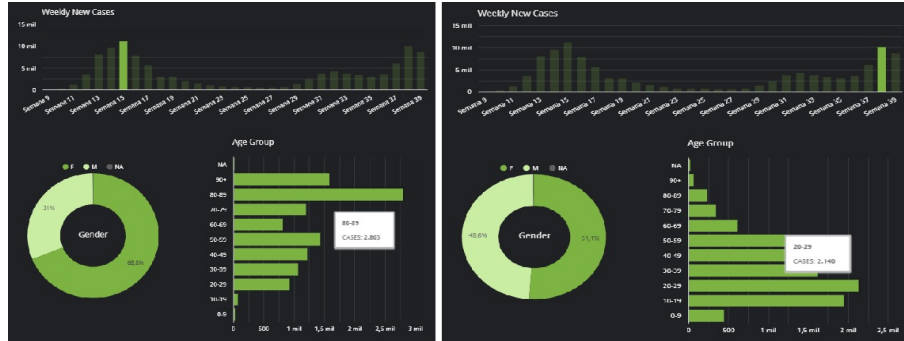 Weekly New Cases
15 mil
10 mil
5 mil
0
Semana 9
Semana 11
Semana 13
Semana 15
Semana 17
Semana 19
Semana 21
Semana 23
Semana 25
Semana 27
Semana 29
Semana 31
Semana 33
Semana 35
Semana 37
Semana 39
F M NA
31%
Gender
Age Group
NA
90+
80-89
70-79
60-69
50-59
40-49
30-39
20-29
10-19
0-9
80-89
CASES: 2.803
0 500 1 mil 1,5 mil 2 mil 2,5 mil 3 mil
Weekly New Cases
15 mil
10 mil
5 mil
0
Semana 9
Semana 11
Semana 13
Semana 15
Semana 17
Semana 19
Semana 21
Semana 23
Semana 25
Semana 27
Semana 29
Semana 31
Semana 33
Semana 35
Semana 37
Semana 39
F M NA
48,6%
51,1%
Gender
Age Group
NA
90+
80-89
70-79
60-69
50-59
40-49
30-39
20-29
10-19
0-9
20-29
CASES: 2.140
0 500 1 mil 1,5 mil 2 mil 2,5 mil